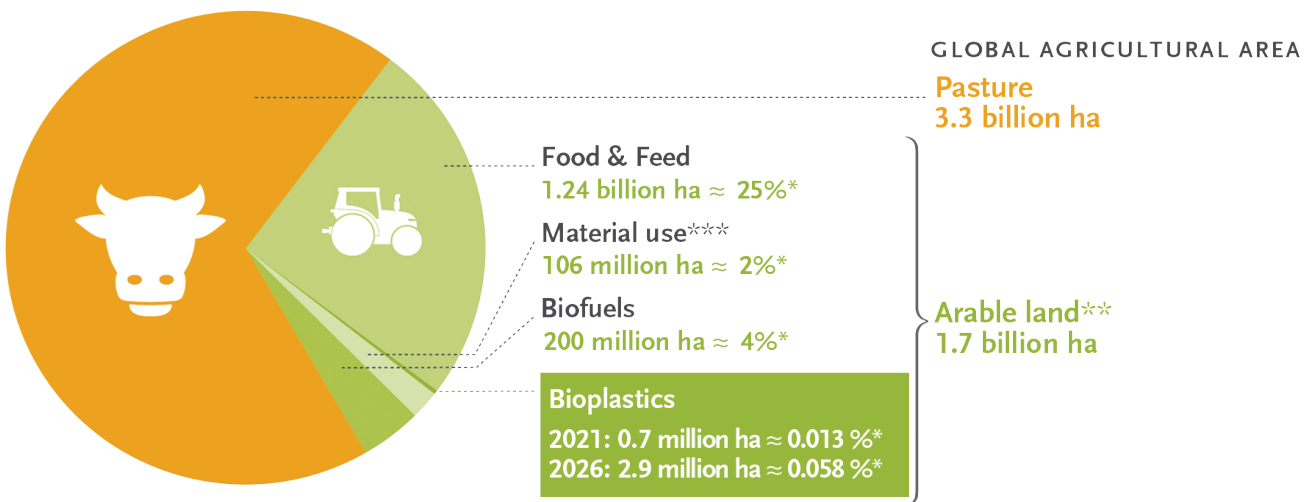 GLOBAL AGRICULTURAL AREA
Pasture
3.3 billion ha
Food & Feed
1.24 billion ha ≈ 25%*
Material use***
106 million ha ≈ 2%*
Biofuels
200 million ha ≈ 4%*
Arable land**
1.7 billion ha
Bioplastics
2021: 0.7 million ha ≈ 0.013 %*
2026: 2.9 million ha ≈ 0.058 %*